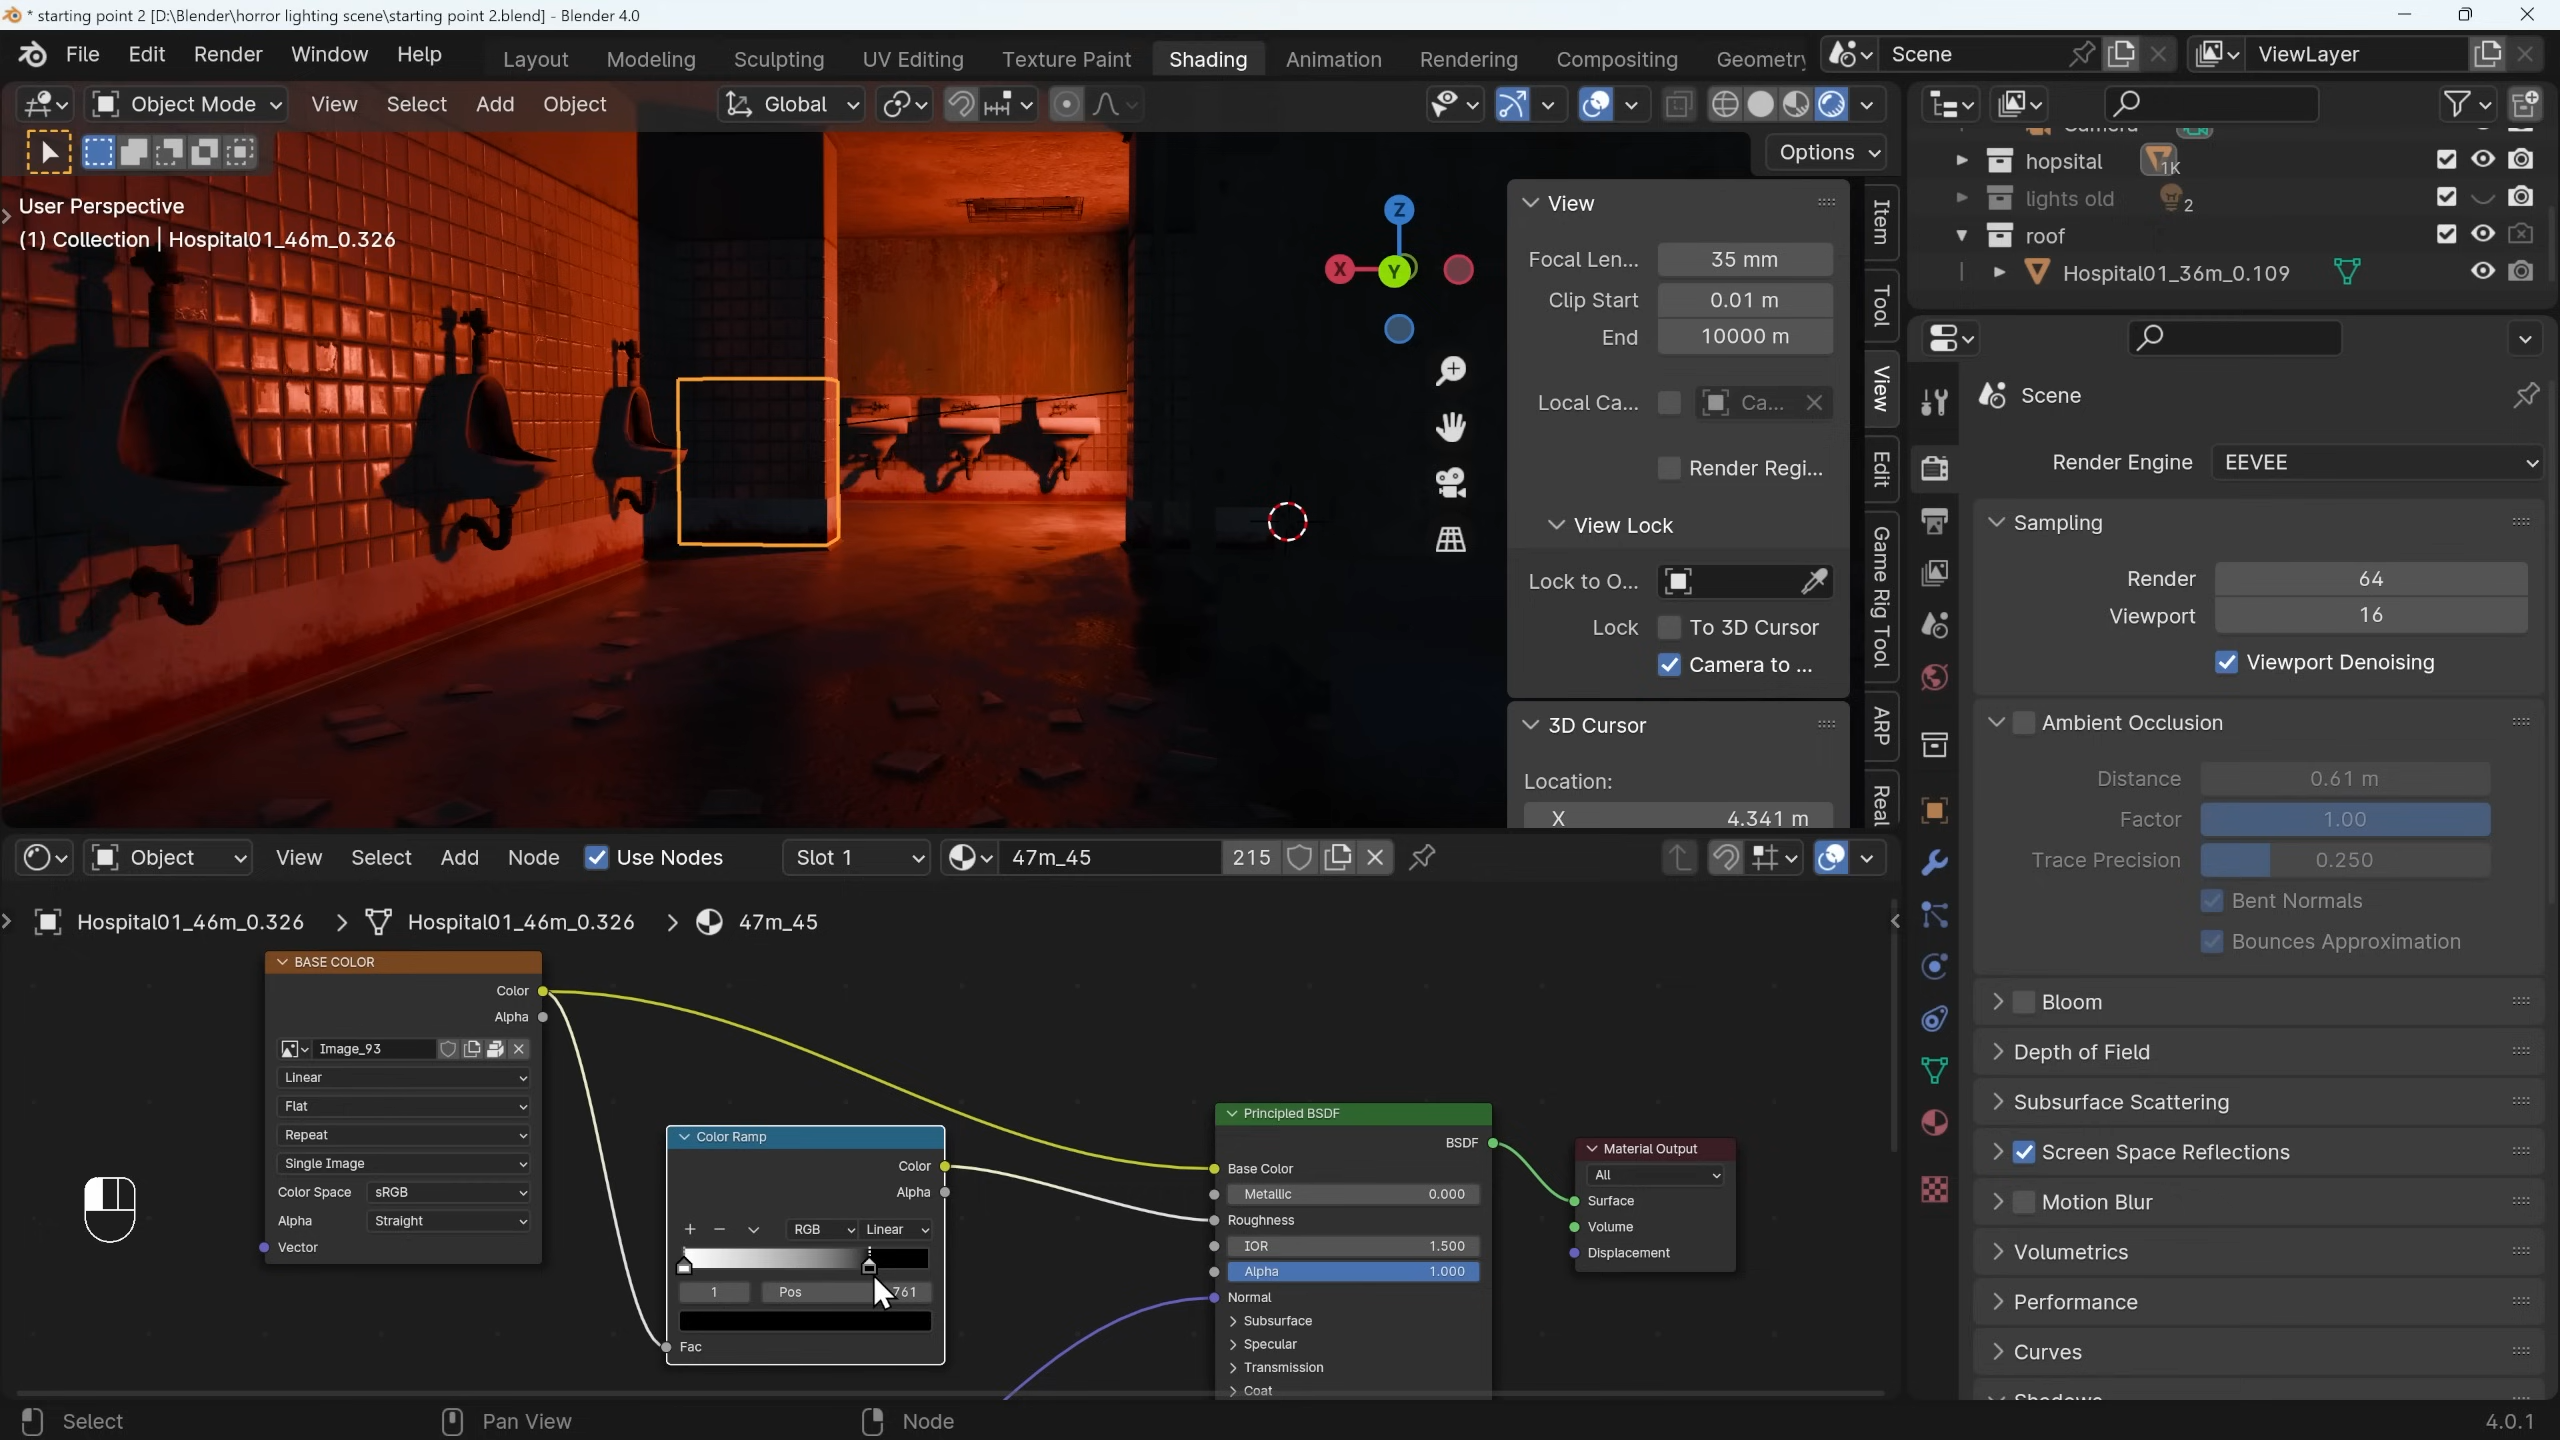 * starting point 2 [D:\Blender\horror lighting scene\starting point 2.blend] - Blender 4.0
File Edit Render Window Help Layout Modeling Sculpting UV Editing Texture Paint Shading Animation Rendering Compositing Geometry Scene ViewLayer
Object Mode View Select Add Object Global
Options
User Perspective
(1) Collection | Hospital01_46m_0.326
Z
X
Y
View
Focal Len... 35 mm
Clip Start 0.01 m
End 10000 m
Local Ca... Ca...
Render Regi...
View Lock
Lock to O...
Lock To 3D Cursor
Camera to ...
3D Cursor
Location:
X 4.341 m
Item
Tool
View
Edit
Game Rig Tool
ARP
Real
Camera
hopsital 1K
lights old 2
roof
Hospital01_36m_0.109
Scene
Render Engine EEVEE
Sampling
Render 64
Viewport 16
Viewport Denoising
Ambient Occlusion
Distance 0.61 m
Factor 1.00
Trace Precision 0.250
Bent Normals
Bounces Approximation
Bloom
Depth of Field
Subsurface Scattering
Screen Space Reflections
Motion Blur
Volumetrics
Performance
Curves
Shadows
Object View Select Add Node Use Nodes Slot 1 47m_45 215
Hospital01_46m_0.326 > Hospital01_46m_0.326 > 47m_45
BASE COLOR
Color
Alpha
Image_93
Linear
Flat
Repeat
Single Image
Color Space sRGB
Alpha Straight
Vector
Color Ramp
Color
Alpha
RGB Linear
1 Pos 761
Fac
Principled BSDF
BSDF
Base Color
Metallic 0.000
Roughness
IOR 1.500
Alpha 1.000
Normal
Subsurface
Specular
Transmission
Coat
Material Output
All
Surface
Volume
Displacement
Select Pan View Node 4.0.1